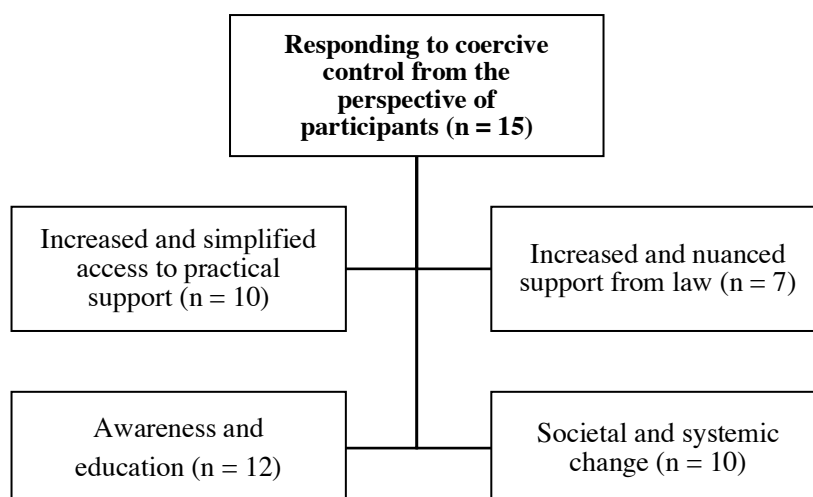 Responding to coercive
control from the
perspective of
participants (n = 15)
Increased and simplified
access to practical
support (n = 10)
Increased and nuanced
support from law (n = 7)
Awareness and
education (n = 12)
Societal and systemic
change (n = 10)